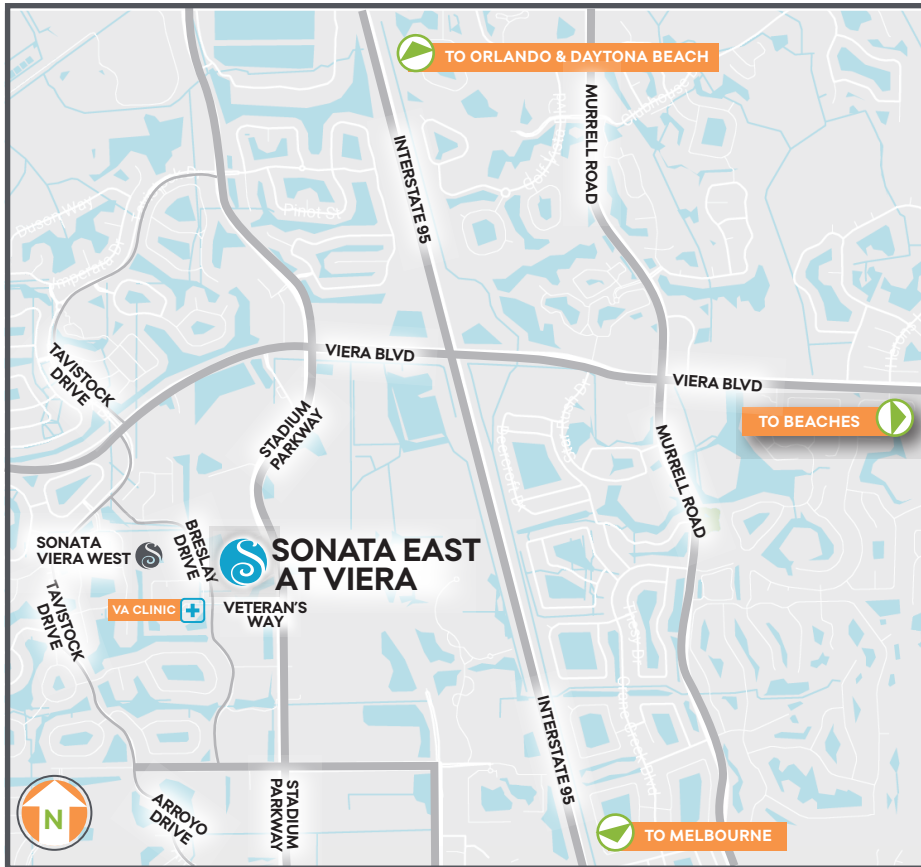 TO ORLANDO & DAYTONA BEACH
MURRELL ROAD
INTERSTATE 95
Pinot St
TAVISTOCK
DRIVE
VIERA BLVD
VIERA BLVD
STADIUM
PARKWAY
TO BEACHES
MURRELL ROAD
BRESLAY
DRIVE
SONATA
VIERA WEST
S
SONATA EAST
AT VIERA
VA CLINIC
VETERAN'S
WAY
TAVISTOCK
DRIVE
INTERSTATE 95
ARROYO
DRIVE
STADIUM
PARKWAY
N
TO MELBOURNE